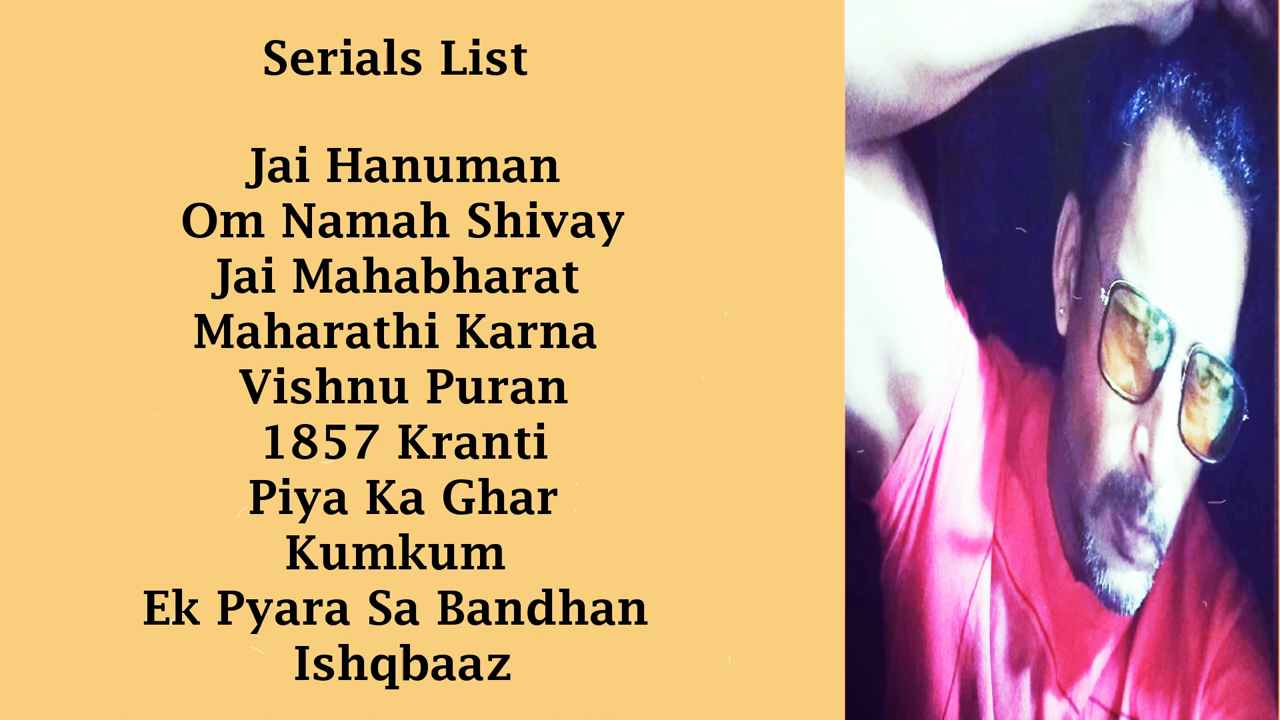 Serials List
Jai Hanuman
Om Namah Shivay
Jai Mahabharat
Maharathi Karna
Vishnu Puran
1857 Kranti
Piya Ka Ghar
Kumkum
Ek Pyara Sa Bandhan
Ishqbaaz